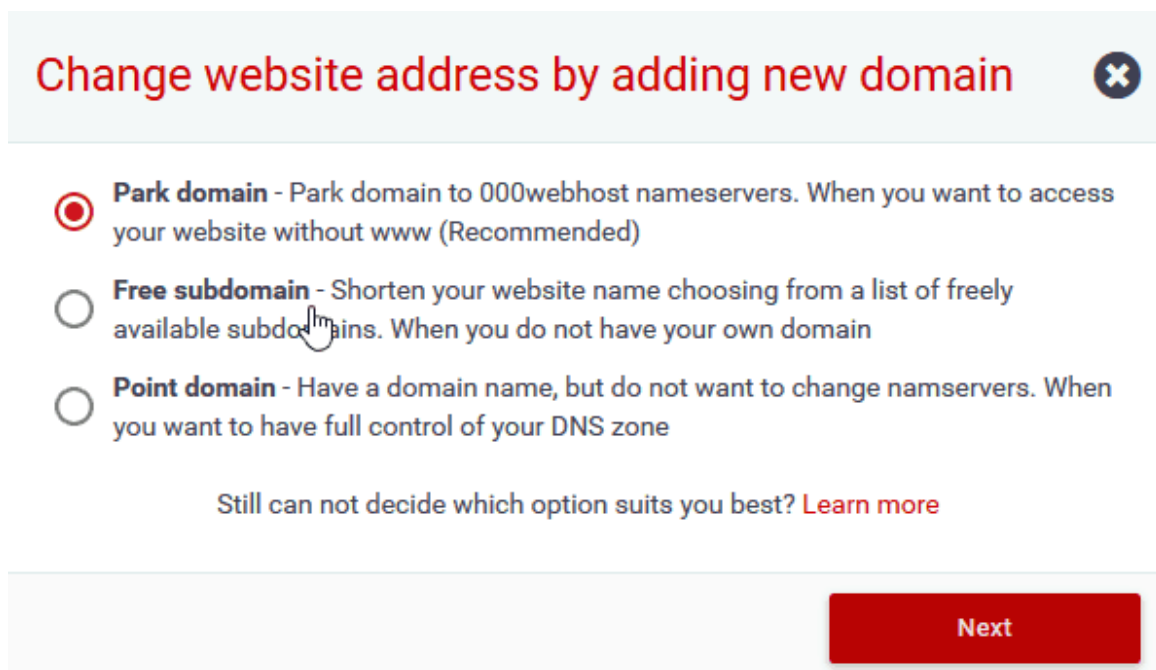 Change website address by adding new domain
Park domain - Park domain to 000webhost nameservers. When you want to access
your website without www (Recommended)
Free subdomain - Shorten your website name choosing from a list of freely
available subdomains. When you do not have your own domain
Point domain - Have a domain name, but do not want to change namservers. When
you want to have full control of your DNS zone
Still can not decide which option suits you best? Learn more
Next